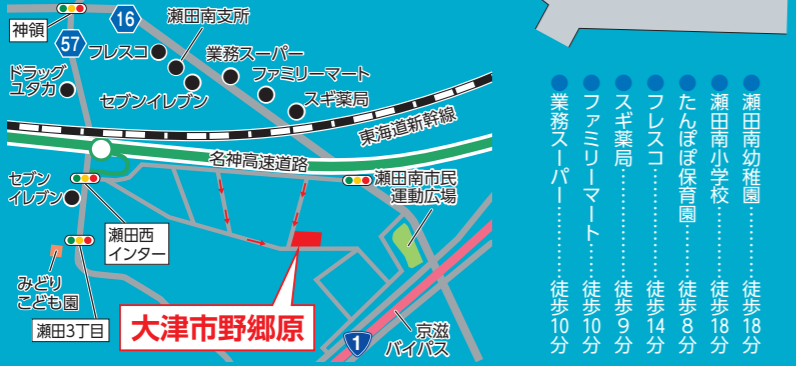 神領
16
瀬田南支所
57
フレスコ
業務スーパー
ドラッグ
ユタカ
ファミリーマート
セブンイレブン
スギ薬局
東海道新幹線
名神高速道路
セブン
イレブン
瀬田南市民
運動広場
瀬田西
インター
みどり
こども園
瀬田3丁目
大津市野郷原
1
京滋
バイパス
瀬田南幼稚園……………徒歩18分
瀬田南小学校……………徒歩18分
たんぽぽ保育園…………徒歩8分
フレスコ…………………徒歩14分
スギ薬局…………………徒歩9分
ファミリーマート………徒歩10分
業務スーパー……………徒歩10分